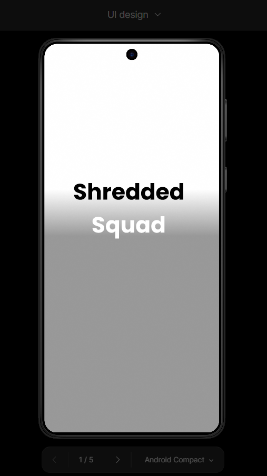 UI design
Shredded
Squad
1 / 5
Android Compact